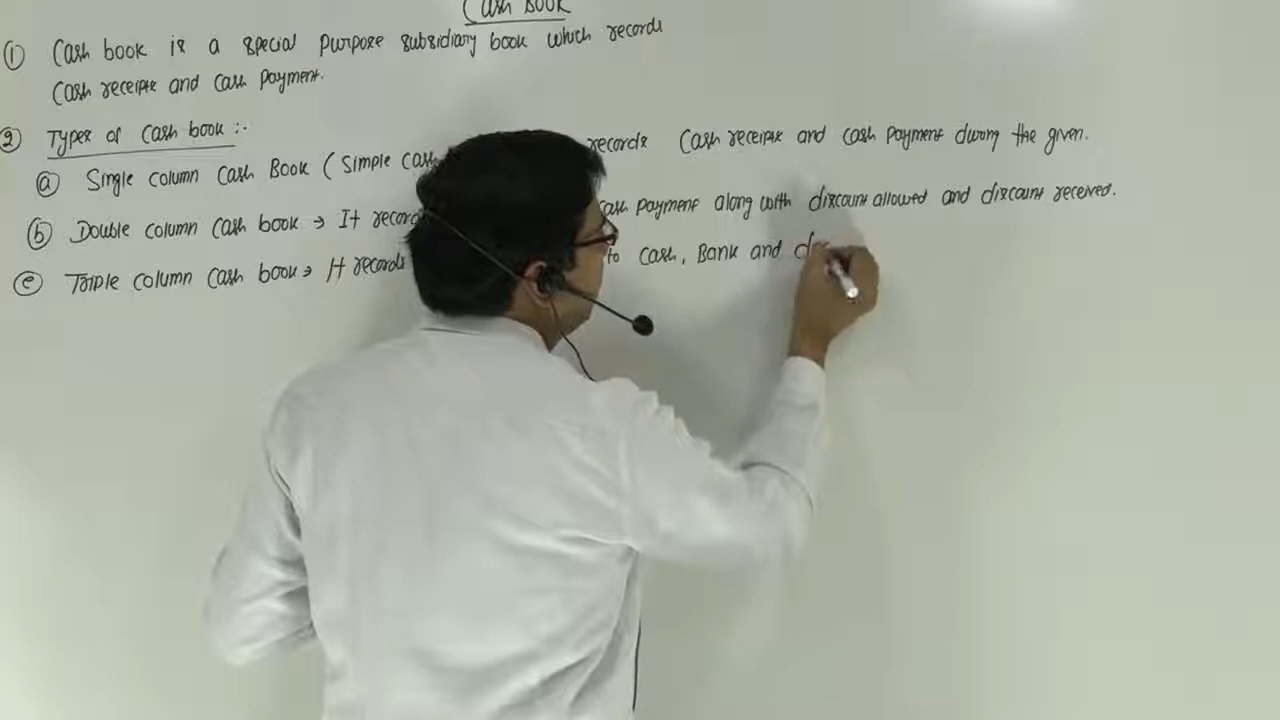 Cash Book
① Cash book is a special purpose subsidiary book which records
Cash receipts and Cash Payment.
② Types of Cash book :-
ⓐ Single column Cash Book ( Simple Cash records Cash receipts and cash Payment during the given.
ⓑ Double column Cash book → It record Cash Payment along with discount allowed and discount received.
ⓒ Triple column Cash book → It records to Cash, Bank and